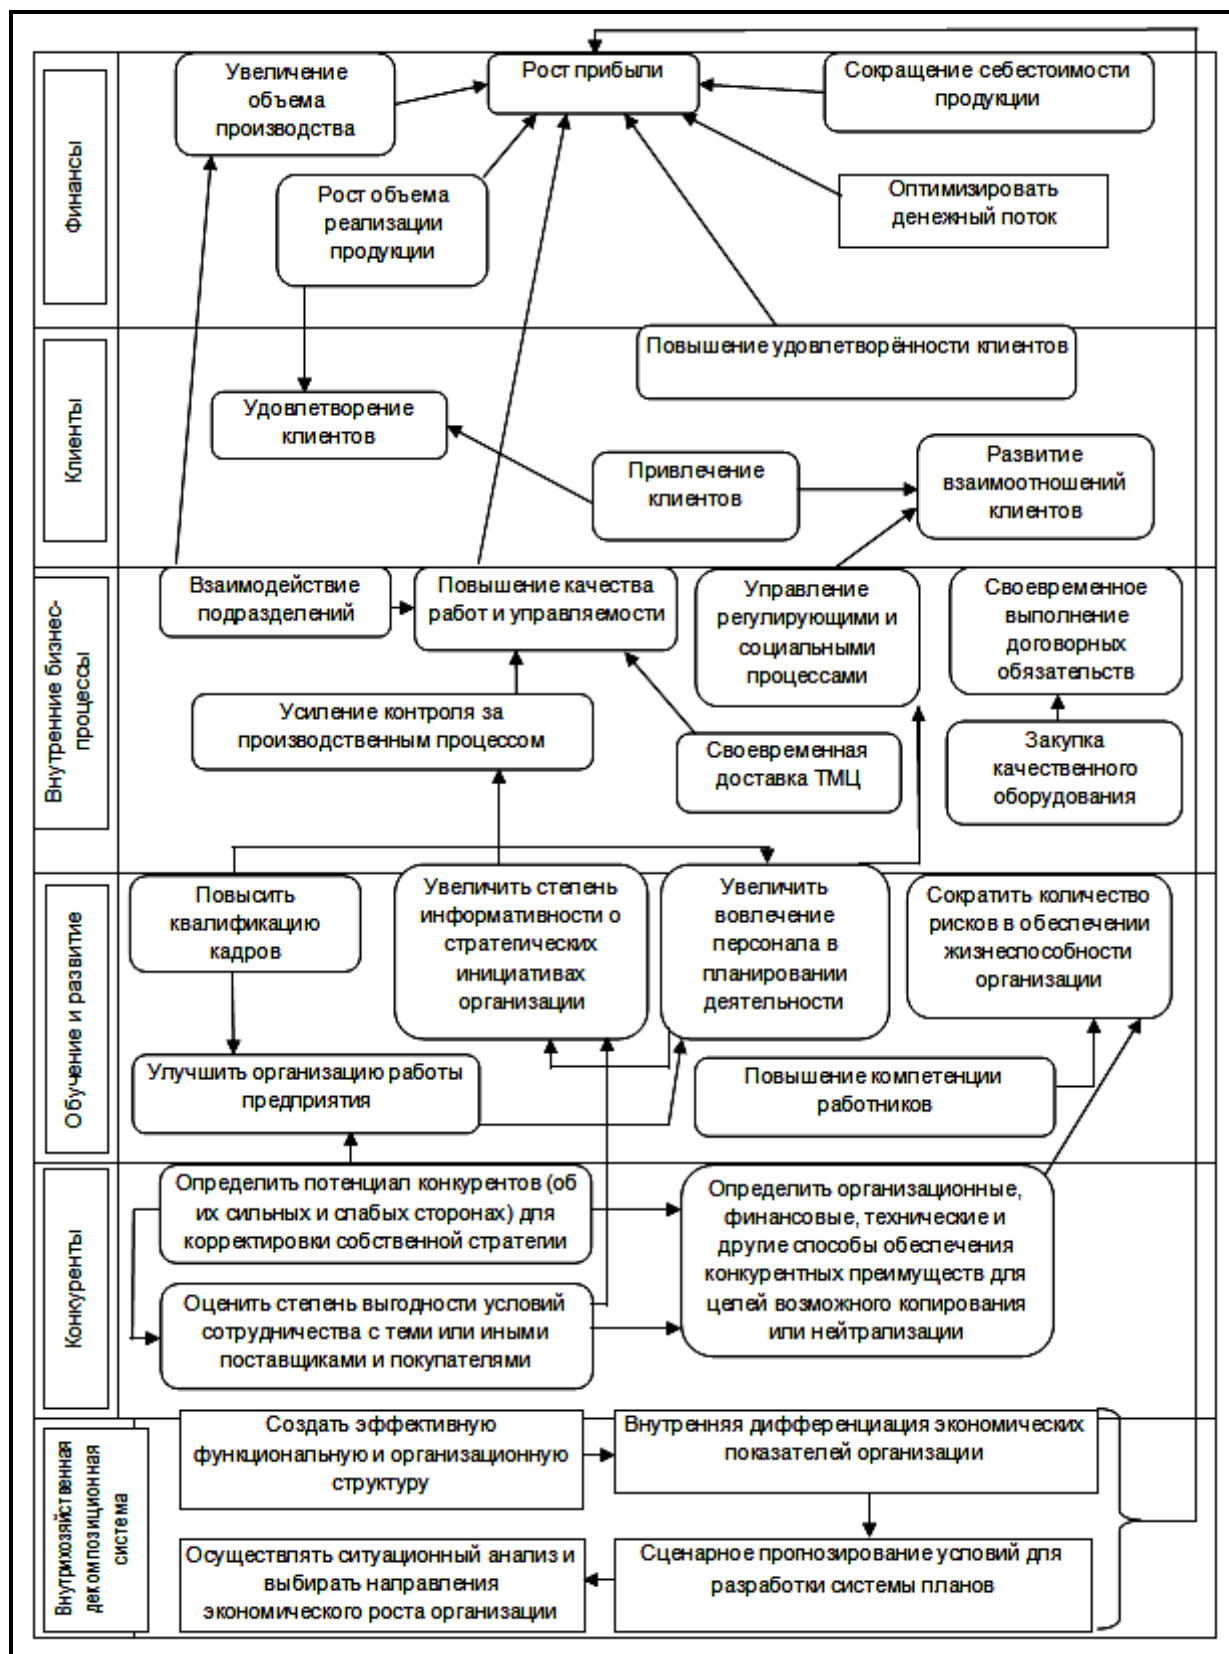 Финансы
Увеличение
объема
производства
Рост прибыли
Сокращение себестоимости
продукции
Рост объема
реализации
продукции
Оптимизировать
денежный поток
Клиенты
Повышение удовлетворённости клиентов
Удовлетворение
клиентов
Привлечение
клиентов
Развитие
взаимоотношений
клиентов
Внутренние бизнес-
процессы
Взаимодействие
подразделений
Повышение качества
работ и управляемости
Управление
регулирующими и
социальными
процессами
Своевременное
выполнение
договорных
обязательств
Усиление контроля за
производственным процессом
Своевременная
доставка ТМЦ
Закупка
качественного
оборудования
Обучение и развитие
Повысить
квалификацию
кадров
Увеличить степень
информативности о
стратегических
инициативах
организации
Увеличить
вовлечение
персонала в
планировании
деятельности
Сократить количество
рисков в обеспечении
жизнеспособности
организации
Улучшить организацию работы
предприятия
Повышение компетенции
работников
Конкуренты
Определить потенциал конкурентов (об
их сильных и слабых сторонах) для
корректировки собственной стратегии
Определить организационные,
финансовые, технические и
другие способы обеспечения
конкурентных преимуществ для
целей возможного копирования
или нейтрализации
Оценить степень выгодности условий
сотрудничества с теми или иными
поставщиками и покупателями
Внутрихозяйственная
декомпозиционная
система
Создать эффективную
функциональную и организационную
структуру
Внутренняя дифференциация экономических
показателей организации
Осуществлять ситуационный анализ и
выбирать направления
экономического роста организации
Сценарное прогнозирование условий для
разработки системы планов